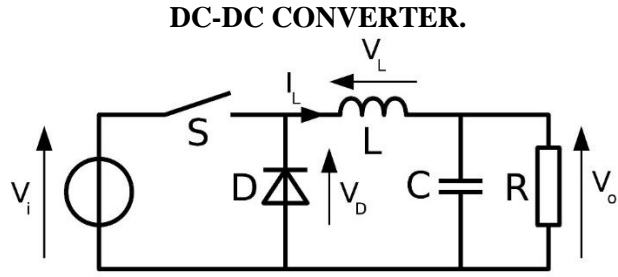 DC-DC CONVERTER.
V_L
I_L
S
L
V_i
D
V_D
C
R
V_o